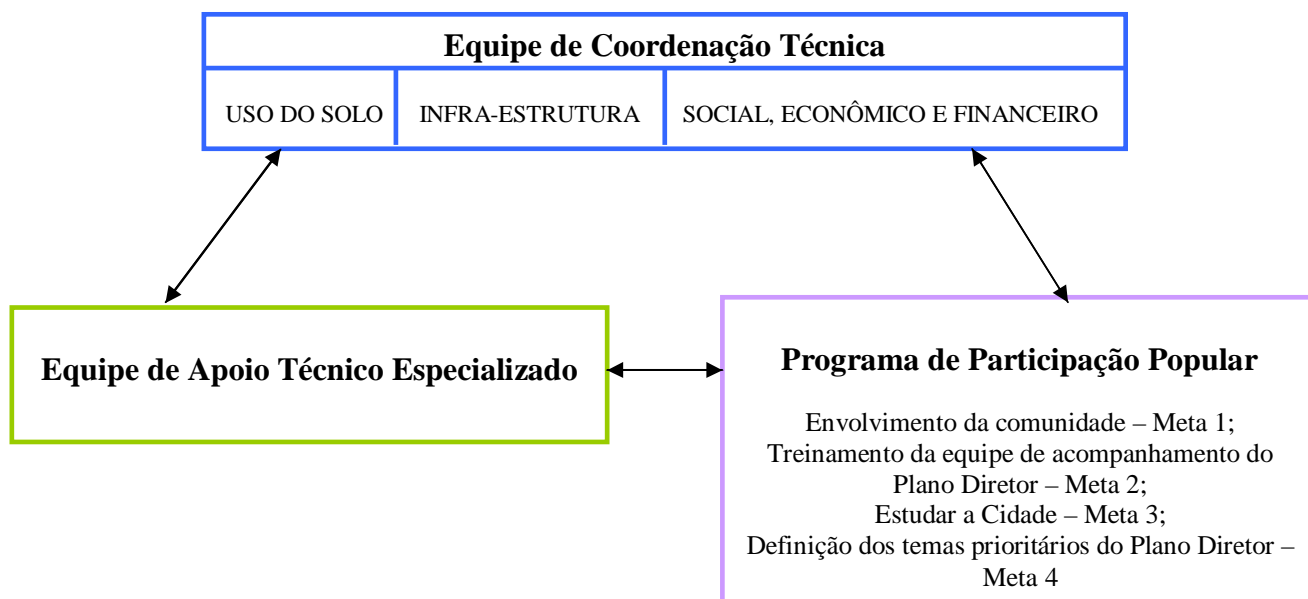 Equipe de Coordenação Técnica
USO DO SOLO
INFRA-ESTRUTURA
SOCIAL, ECONÔMICO E FINANCEIRO
Equipe de Apoio Técnico Especializado
Programa de Participação Popular
Envolvimento da comunidade – Meta 1;
Treinamento da equipe de acompanhamento do
Plano Diretor – Meta 2;
Estudar a Cidade – Meta 3;
Definição dos temas prioritários do Plano Diretor –
Meta 4